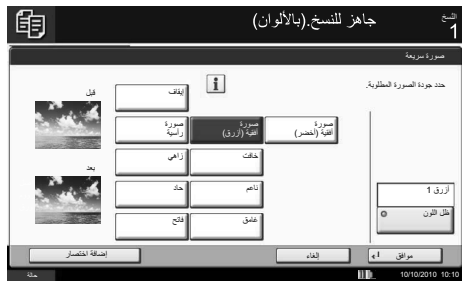 جاهز للنسخ.(بالألوان)
النسخ
1
صورة سريعة
حدد جودة الصورة المطلوبة.
قبل
إيقاف
صورة
أفقية (أخضر)
صورة
أفقية (أزرق)
صورة
رأسية
بعد
خافت
زاهي
ناعم
حاد
غامق
فاتح
أزرق 1
ظل اللون
موافق
إلغاء
إضافة اختصار
حالة
10/10/2010 10:10